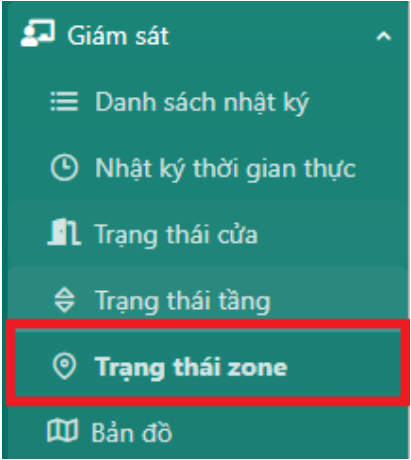 Giám sát
Danh sách nhật ký
Nhật ký thời gian thực
Trạng thái cửa
Trạng thái tầng
Trạng thái zone
Bản đồ